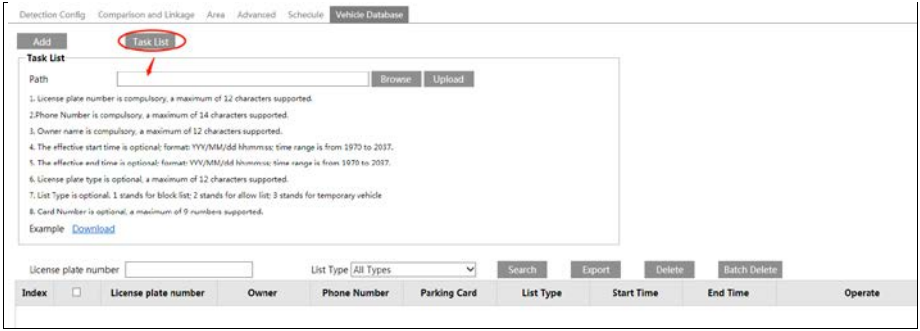 Detection Config Comparison and Linkage Area Advanced Schedule Vehicle Database
Add Task List
Task List
Path Browse Upload
1. License plate number is compulsory, a maximum of 12 characters supported.
2.Phone Number is compulsory, a maximum of 14 characters supported.
3. Owner name is compulsory, a maximum of 12 characters supported.
4. The effective start time is optional; format: YYY/MM/dd hh:mm:ss; time range is from 1970 to 2037.
5. The effective end time is optional; format: YYY/MM/dd hh:mm:ss; time range is from 1970 to 2037.
6. License plate type is optional, a maximum of 12 characters supported.
7. List Type is optional. 1 stands for block list; 2 stands for allow list; 3 stands for temporary vehicle
8. Card Number is optional, a maximum of 9 numbers supported.
Example Download
License plate number List Type All Types Search Export Delete Batch Delete
Index License plate number Owner Phone Number Parking Card List Type Start Time End Time Operate